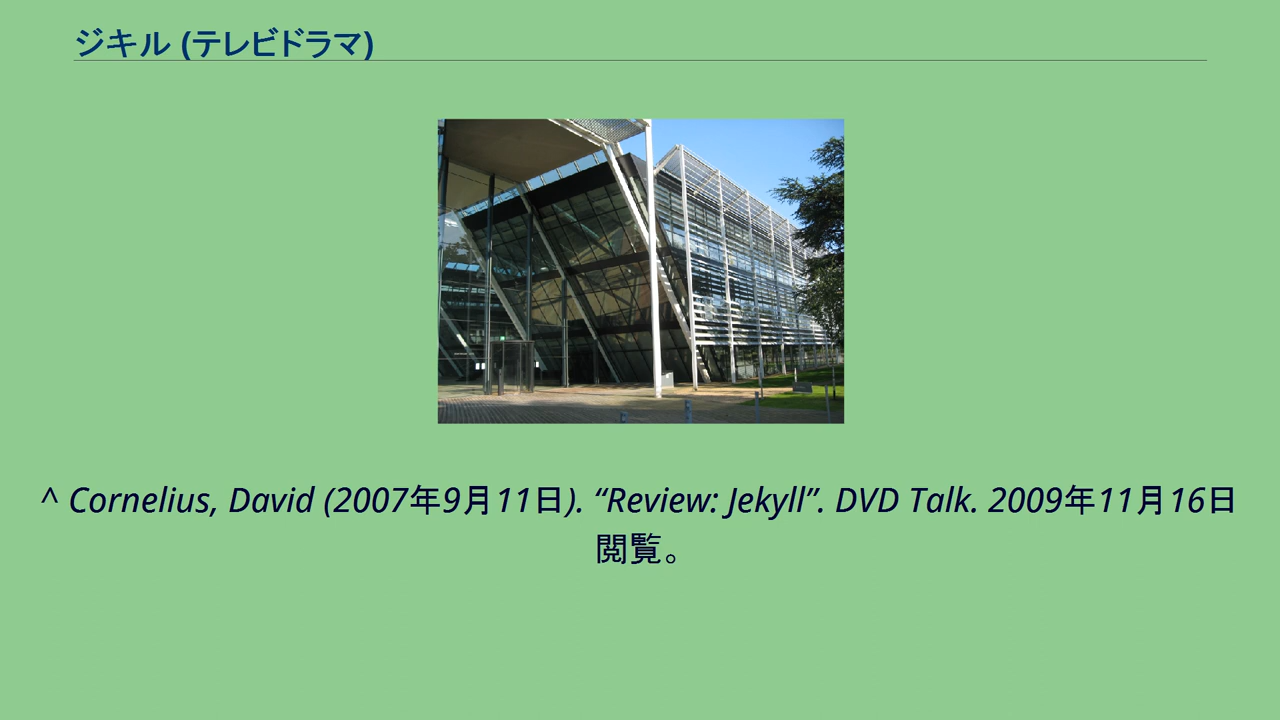 ジキル (テレビドラマ)
^ Cornelius, David (2007年9月11日). “Review: Jekyll”. DVD Talk. 2009年11月16日
閲覧。